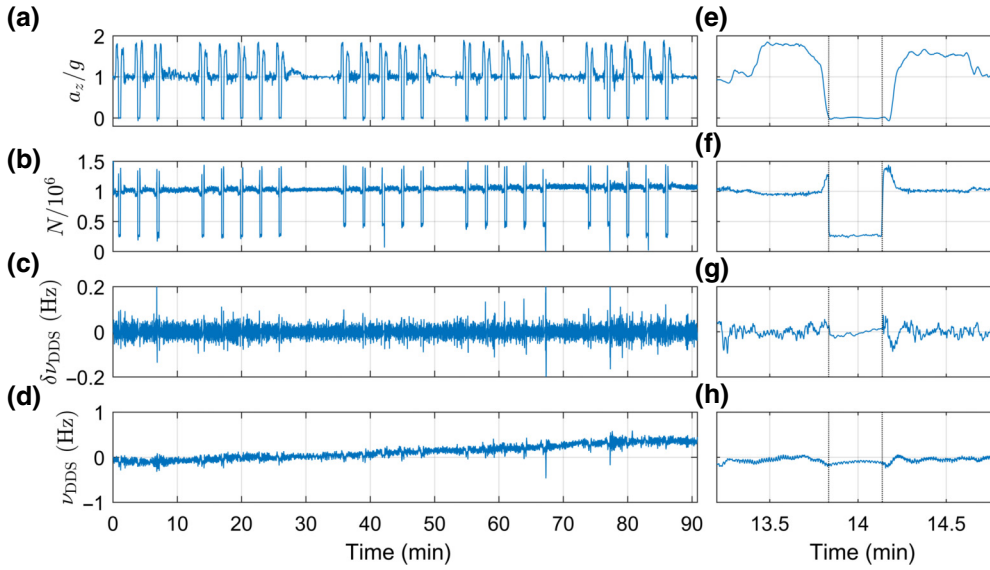 (a)
2
1
0
a_z/g
(e)
(b)
1.5
1
0.5
0
N/10^6
(f)
(c)
0.2
0
−0.2
δν_DDS (Hz)
(g)
(d)
1
0
−1
ν_DDS (Hz)
(h)
0 10 20 30 40 50 60 70 80 90
13.5 14 14.5
Time (min)
Time (min)